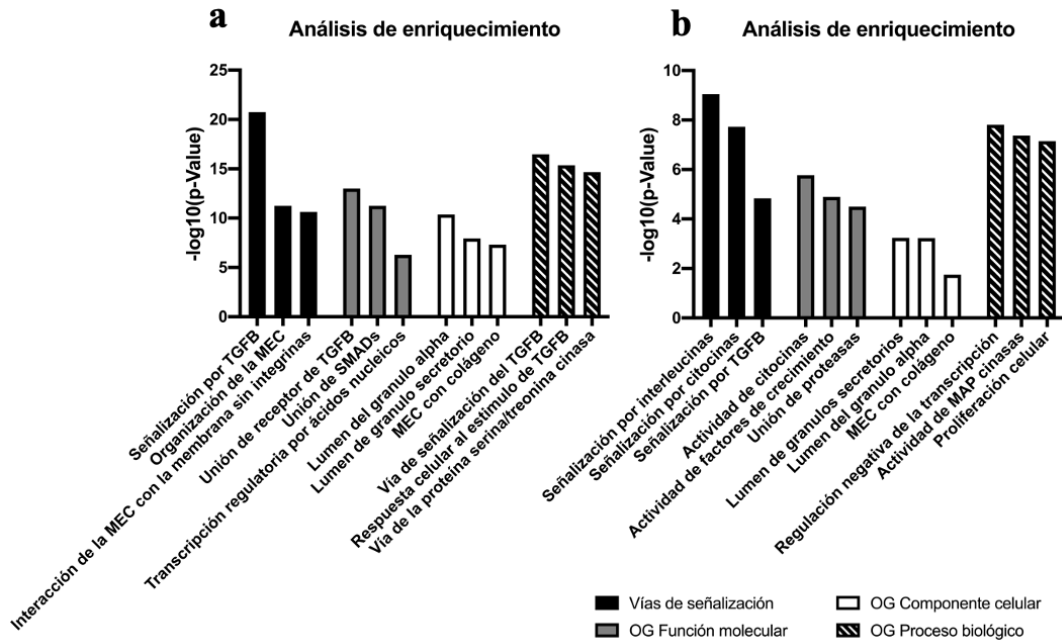 a
Análisis de enriquecimiento
-log10(p-Value)
25
20
15
10
5
0
Señalización por TGFB
Organización de la MEC
Interacción de la MEC con la membrana sin integrinas
Unión de receptor de TGFB
Unión de SMADs
Transcripción regulatoria por ácidos nucleicos
Lumen del granulo alpha
Lumen de granulo secretorio
MEC con colágeno
Vía de señalización del TGFB
Respuesta celular al estímulo de TGFB
Vía de la proteína serina/treonina cinasa
b
Análisis de enriquecimiento
-log10(p-Value)
10
8
6
4
2
0
Señalización por interleucinas
Señalización por citocinas
Señalización por TGFB
Actividad de citocinas
Actividad de factores de crecimiento
Unión de proteasas
Lumen de granulos secretorios
Lumen del granulo alpha
MEC con colágeno
Regulación negativa de la transcripción
Actividad de MAP cinasas
Proliferación celular
Vías de señalización
OG Componente celular
OG Función molecular
OG Proceso biológico